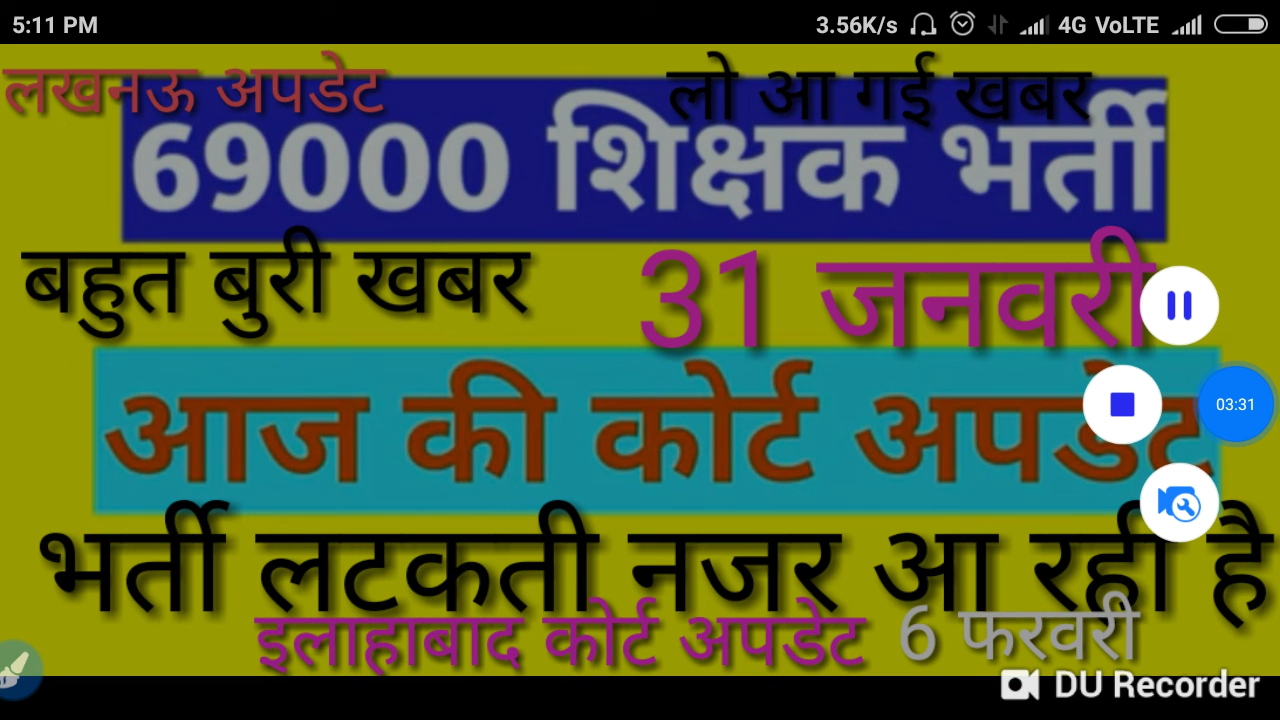 5:11 PM 3.56K/s 4G VoLTE
लखनऊ अपडेट लो आ गई खबर
69000 शिक्षक भर्ती
बहुत बुरी खबर 31 जनवरी
आज की कोर्ट अपडेट
03:31
भर्ती लटकती नजर आ रही है
इलाहाबाद कोर्ट अपडेट 6 फरवरी
DU Recorder